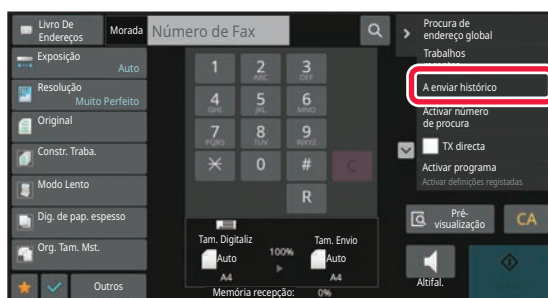 Livro De
Endereços
Morada
Número de Fax
Procura de
endereço global
Exposição
Auto
Resolução
Muito Perfeito
Original
Constr. Traba.
Modo Lento
Dig. de pap. espesso
Org. Tam. Mst.
Outros
1
2
ABC
3
DEF
4
GHI
5
JKL
6
MNO
7
PQRS
8
TUV
9
WXYZ
0
#
C
R
Tam. Digitaliz
Auto
A4
100%
Tam. Envio
Auto
A4
Memória recepção:
0%
Trabalhos
A enviar histórico
Activar número
de procura
TX directa
Activar programa
Activar definições registadas
Pré-
visualização
CA
Altifal.